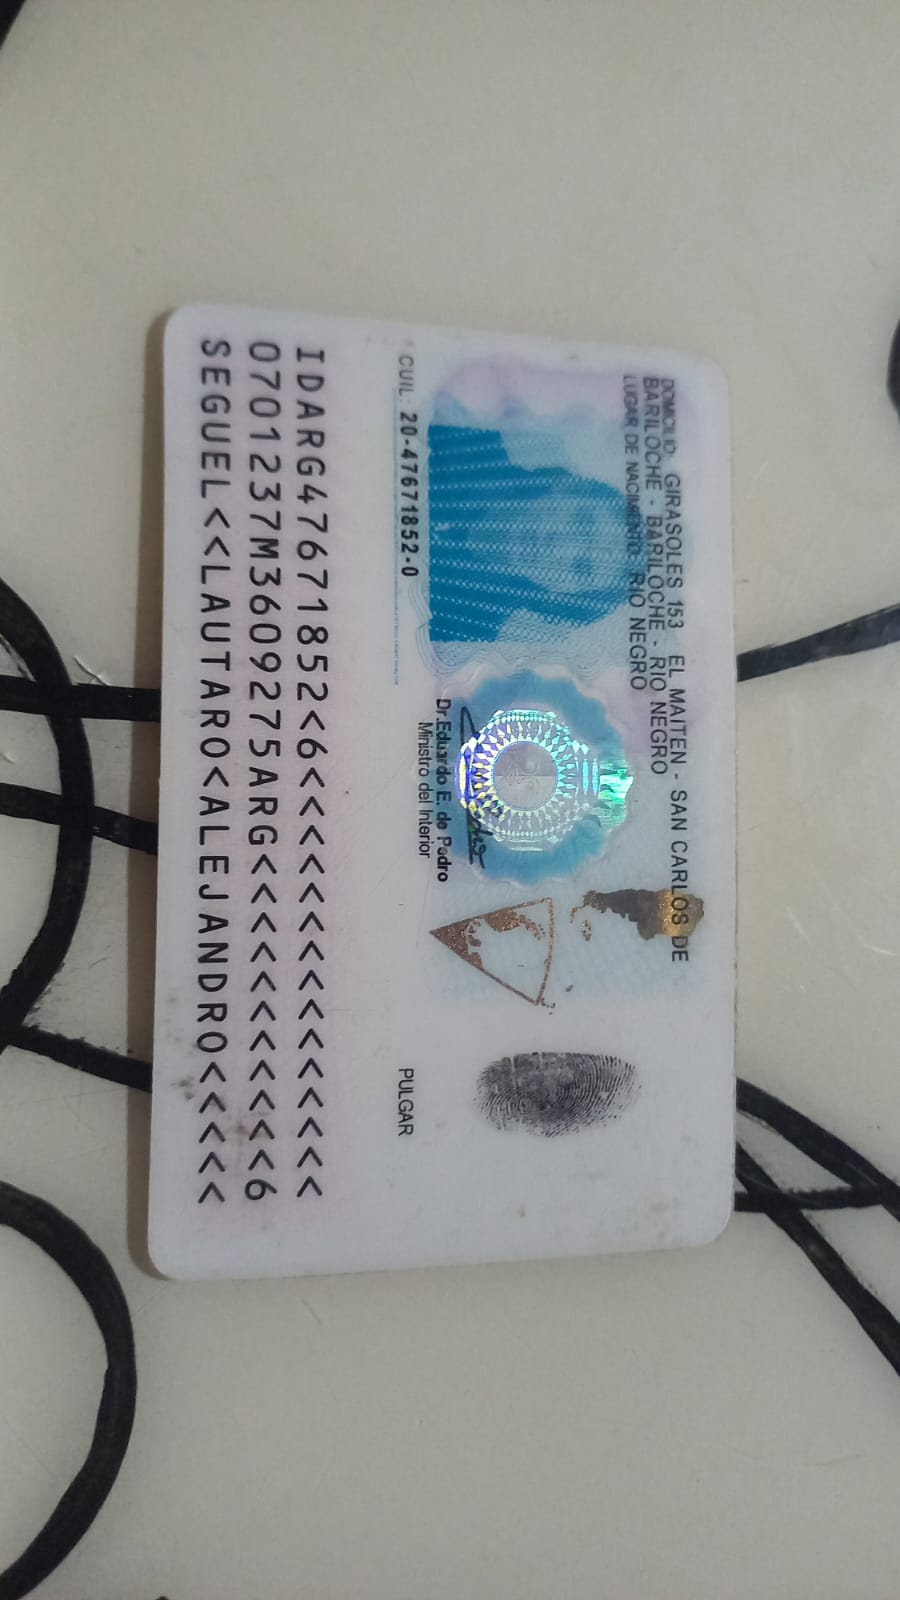 DOMICILIO: GIRASOLES 153 EL MAITEN - SAN CARLOS DE
BARILOCHE - BARILOCHE - RIO NEGRO
LUGAR DE NACIMIENTO: RIO NEGRO
Dr.Eduardo E. de Pedro
Ministro del Interior
CUIL: 20-47671852-0
PULGAR
IDARG47671852<6<<<<<<<<<<<<<<<
0701237M3609275ARG<<<<<<<<<<<6
SEGUEL<<LAUTARO<ALEJANDRO<<<<<